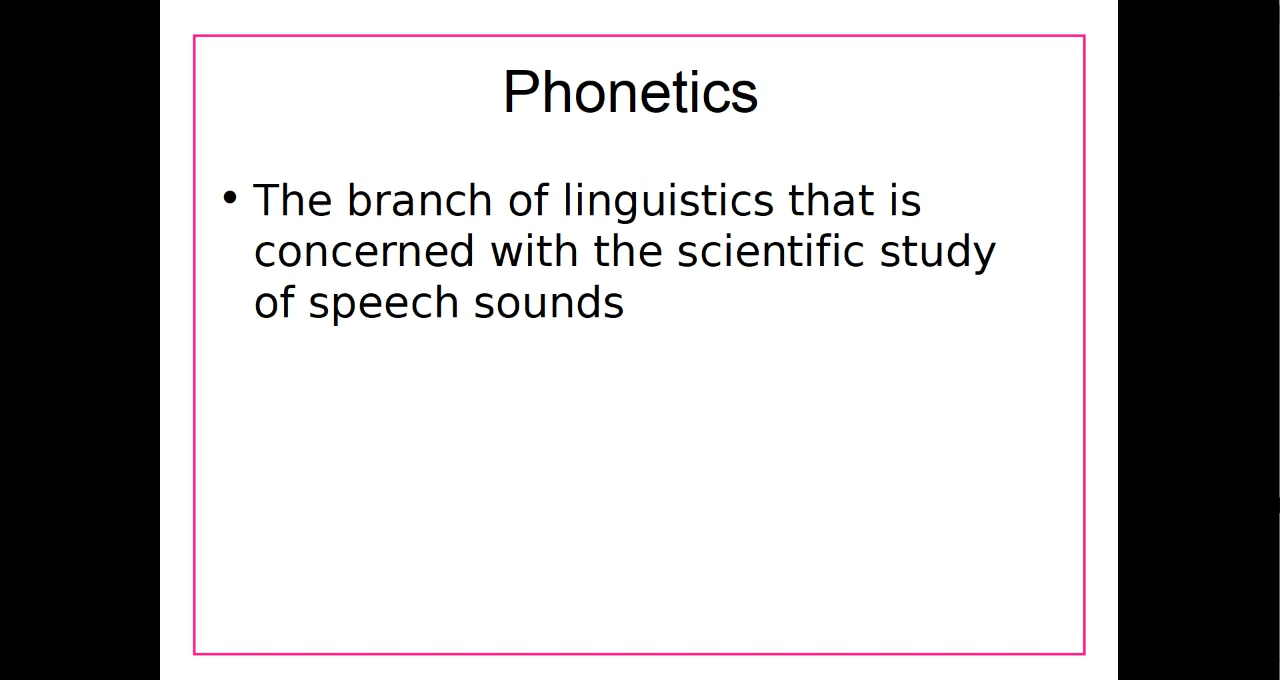 Phonetics
• The branch of linguistics that is
concerned with the scientific study
of speech sounds